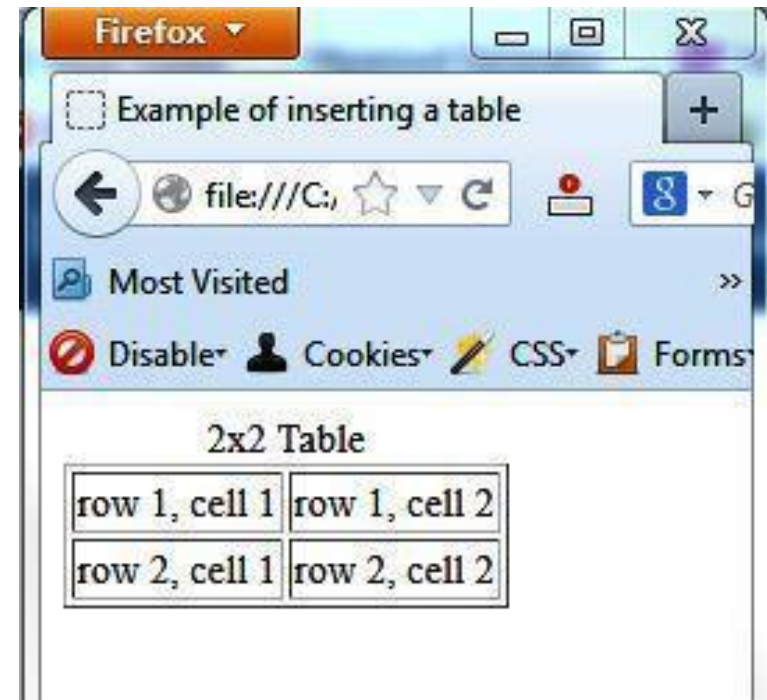 Firefox
Example of inserting a table
file:///C:/
8 G
Most Visited »
Disable Cookies CSS Forms
2x2 Table
row 1, cell 1 row 1, cell 2
row 2, cell 1 row 2, cell 2